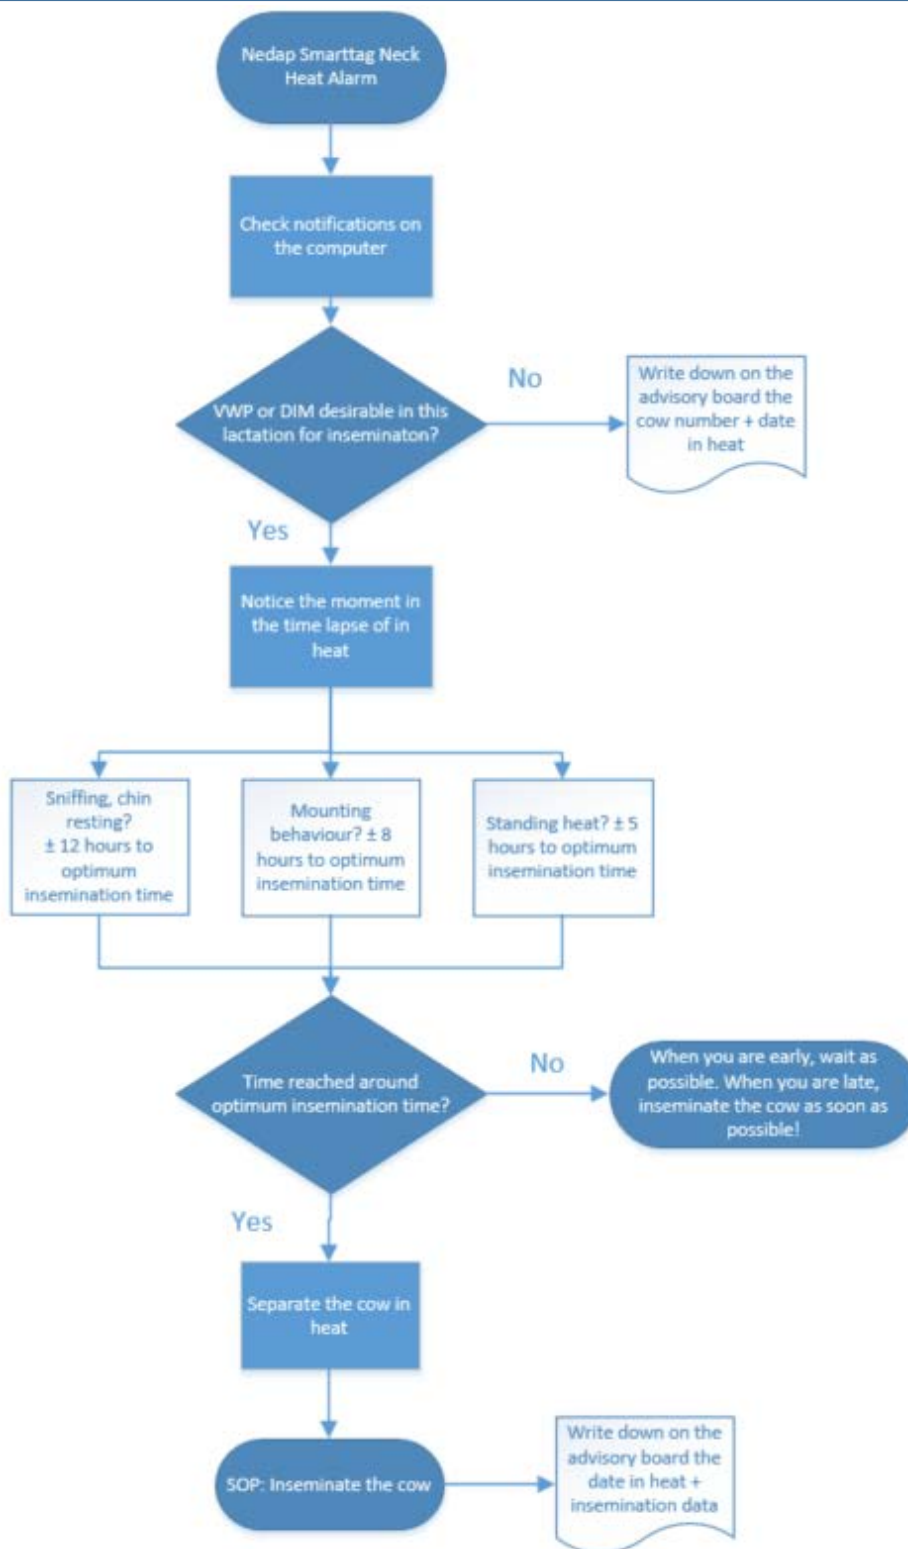 Nedap Smarttag Neck
Heat Alarm
Check notifications on
the computer
VWP or DIM desirable in this
lactation for inseminaton?
No
Write down on the
advisory board the
cow number + date
in heat
Yes
Notice the moment in
the time lapse of in
heat
Sniffing, chin
resting?
± 12 hours to
optimum
insemination time
Mounting
behaviour? ± 8
hours to optimum
insemination time
Standing heat? ± 5
hours to optimum
insemination time
Time reached around
optimum insemination time?
No
When you are early, wait as
possible. When you are late,
inseminate the cow as soon as
possible!
Yes
Separate the cow in
heat
SOP: Inseminate the cow
Write down on the
advisory board the
date in heat +
insemination data